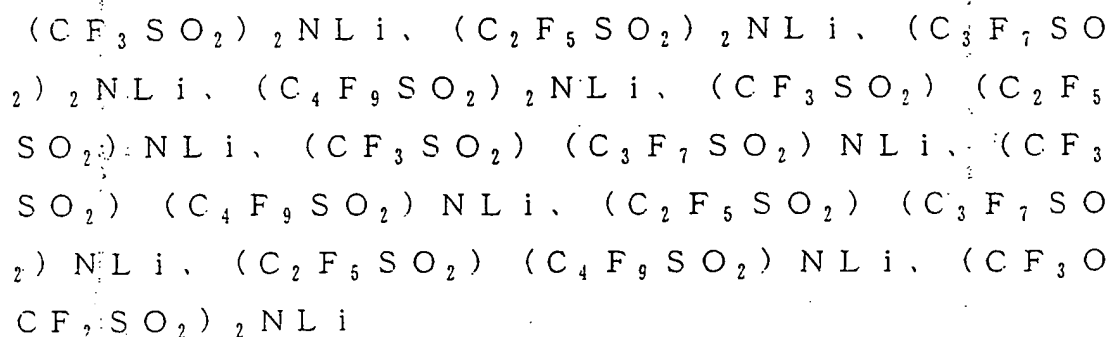 (CF₃SO₂)₂NLi、(C₂F₅SO₂)₂NLi、(C₃F₇SO
₂)₂NLi、(C₄F₉SO₂)₂NLi、(CF₃SO₂)(C₂F₅
SO₂)NLi、(CF₃SO₂)(C₃F₇SO₂)NLi、(CF₃
SO₂)(C₄F₉SO₂)NLi、(C₂F₅SO₂)(C₃F₇SO
₂)NLi、(C₂F₅SO₂)(C₄F₉SO₂)NLi、(CF₃O
CF₂SO₂)₂NLi